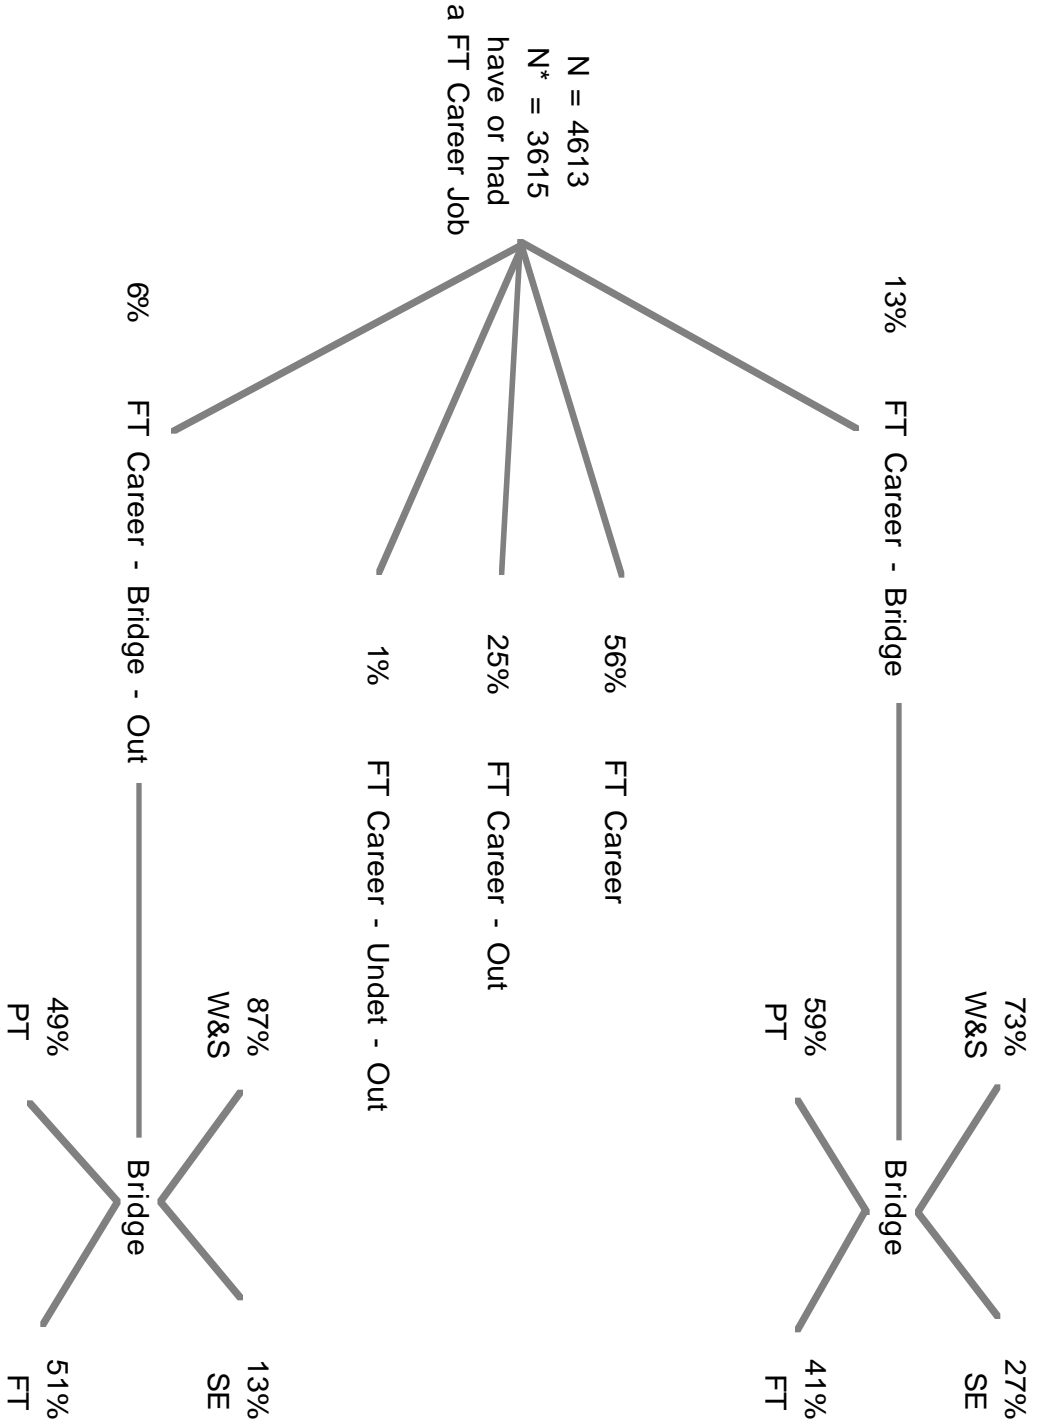 73%
W&S
27%
SE
13%
FT Career - Bridge
Bridge
59%
PT
41%
FT
N = 4613
N* = 3615
have or had
a FT Career Job
56%
FT Career
25%
FT Career - Out
1%
FT Career - Undet - Out
87%
W&S
13%
SE
6%
FT Career - Bridge - Out
Bridge
49%
PT
51%
FT